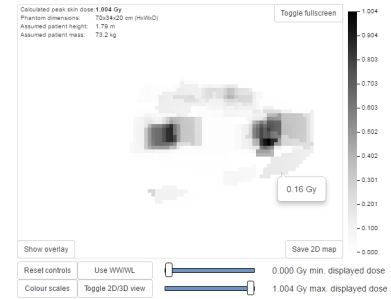 Calculated peak skin dose:1.004 Gy
Phantom dimensions: 70x34x20 cm (HxWxD)
Assumed patient height: 1.79 m
Assumed patient mass: 73.2 kg
Toggle fullscreen
1.004
0.904
0.803
0.703
0.602
0.502
0.402
0.301
0.201
0.100
0.000
0.16 Gy
Show overlay
Save 2D map
Reset controls
Use WW/WL
0.000 Gy min. displayed dose
Colour scales
Toggle 2D/3D view
1.004 Gy max. displayed dose